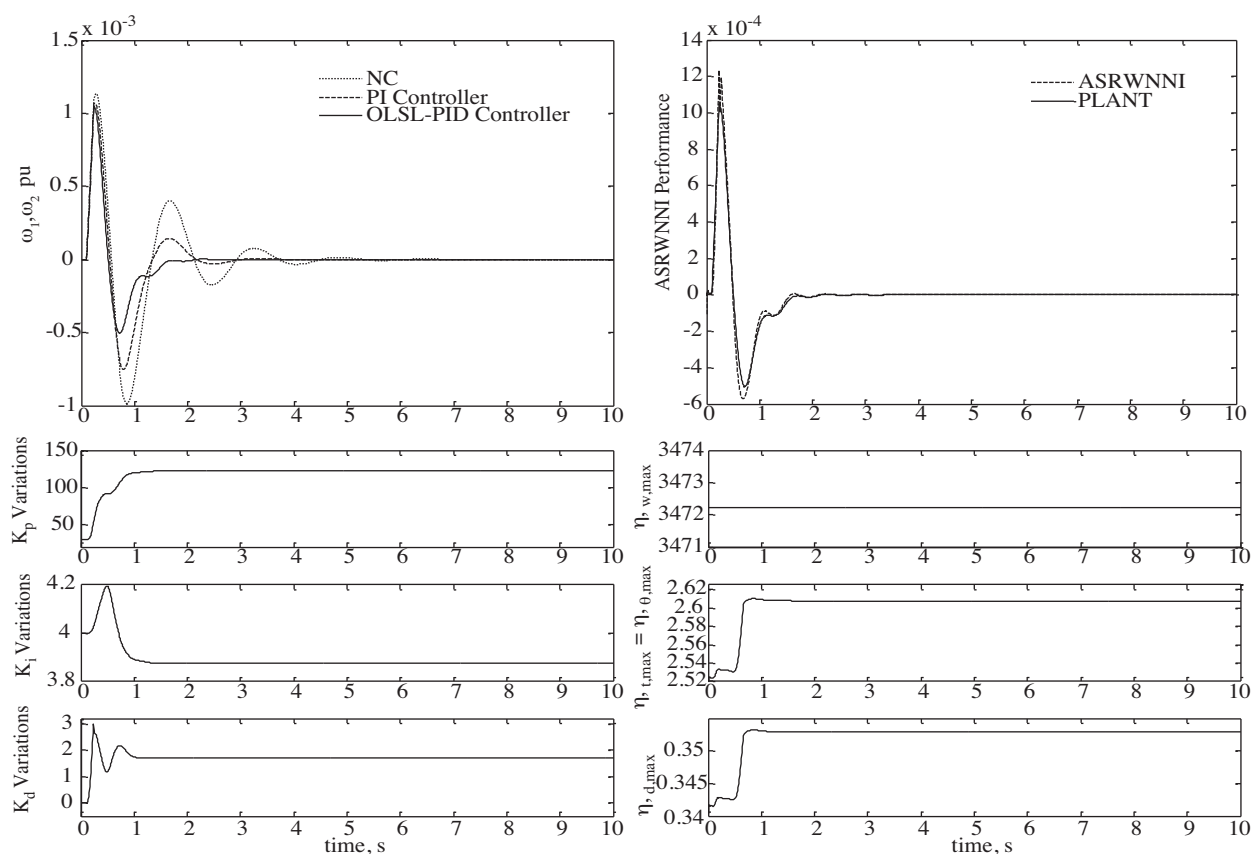 x 10⁻³
1.5
1
0.5
0
-0.5
-1
ω₁,ω₂ pu
NC
PI Controller
OLSL-PID Controller
0 1 2 3 4 5 6 7 8 9 10
x 10⁻⁴
14
12
10
8
6
4
2
0
-2
-4
-6
ASRWNNI Performance
ASRWNNI
PLANT
0 1 2 3 4 5 6 7 8 9 10
150
100
50
Kₚ Variations
0 1 2 3 4 5 6 7 8 9 10
3474
3473
3472
3471
η, w,max
0 1 2 3 4 5 6 7 8 9 10
4.2
4
3.8
Kᵢ Variations
0 1 2 3 4 5 6 7 8 9 10
2.62
2.6
2.58
2.56
2.54
2.52
η, t,max = η, θ,max
0 1 2 3 4 5 6 7 8 9 10
3
2
1
0
K_d Variations
0 1 2 3 4 5 6 7 8 9 10
time, s
0.35
0.345
0.34
η, d,max
0 1 2 3 4 5 6 7 8 9 10
time, s